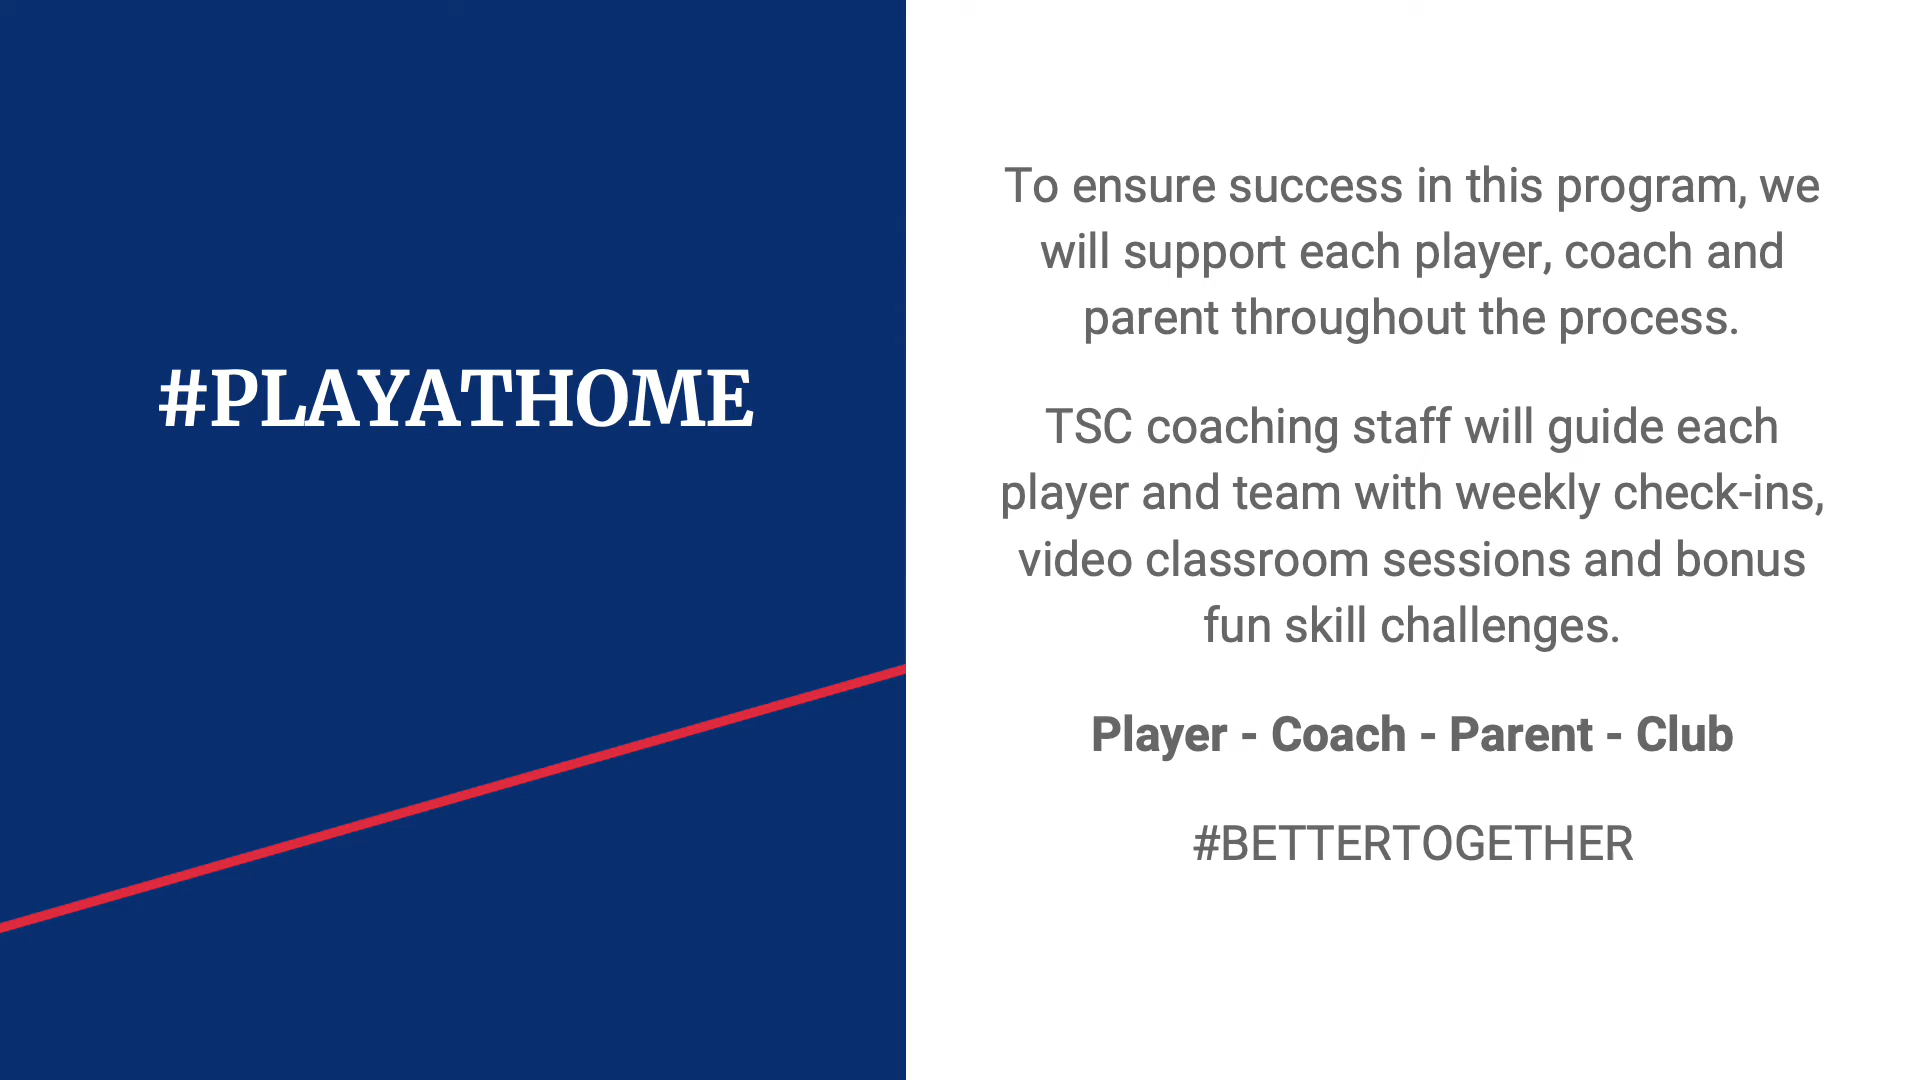 #PLAYATHOME
To ensure success in this program, we
will support each player, coach and
parent throughout the process.
TSC coaching staff will guide each
player and team with weekly check-ins,
video classroom sessions and bonus
fun skill challenges.
Player - Coach - Parent - Club
#BETTERTOGETHER